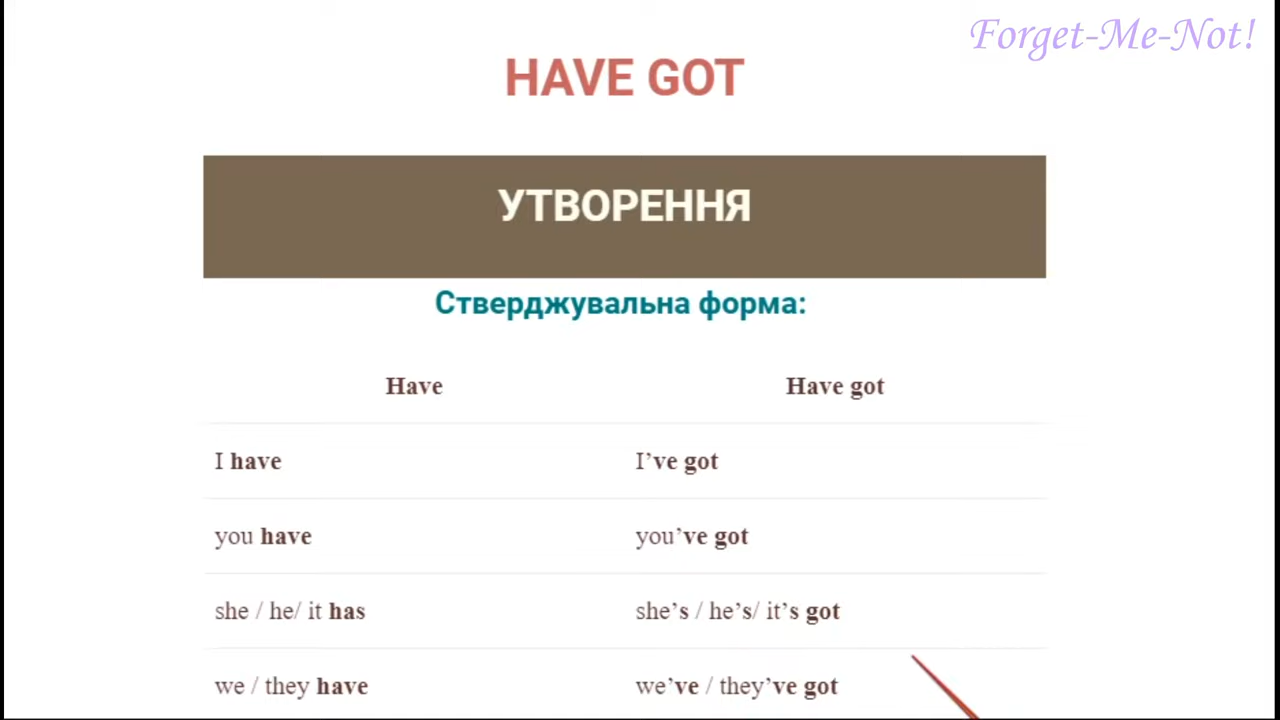 Forget-Me-Not!
HAVE GOT
УТВОРЕННЯ
Стверджувальна форма:
Have Have got
I have I’ve got
you have you’ve got
she / he/ it has she’s / he’s/ it’s got
we / they have we’ve / they’ve got